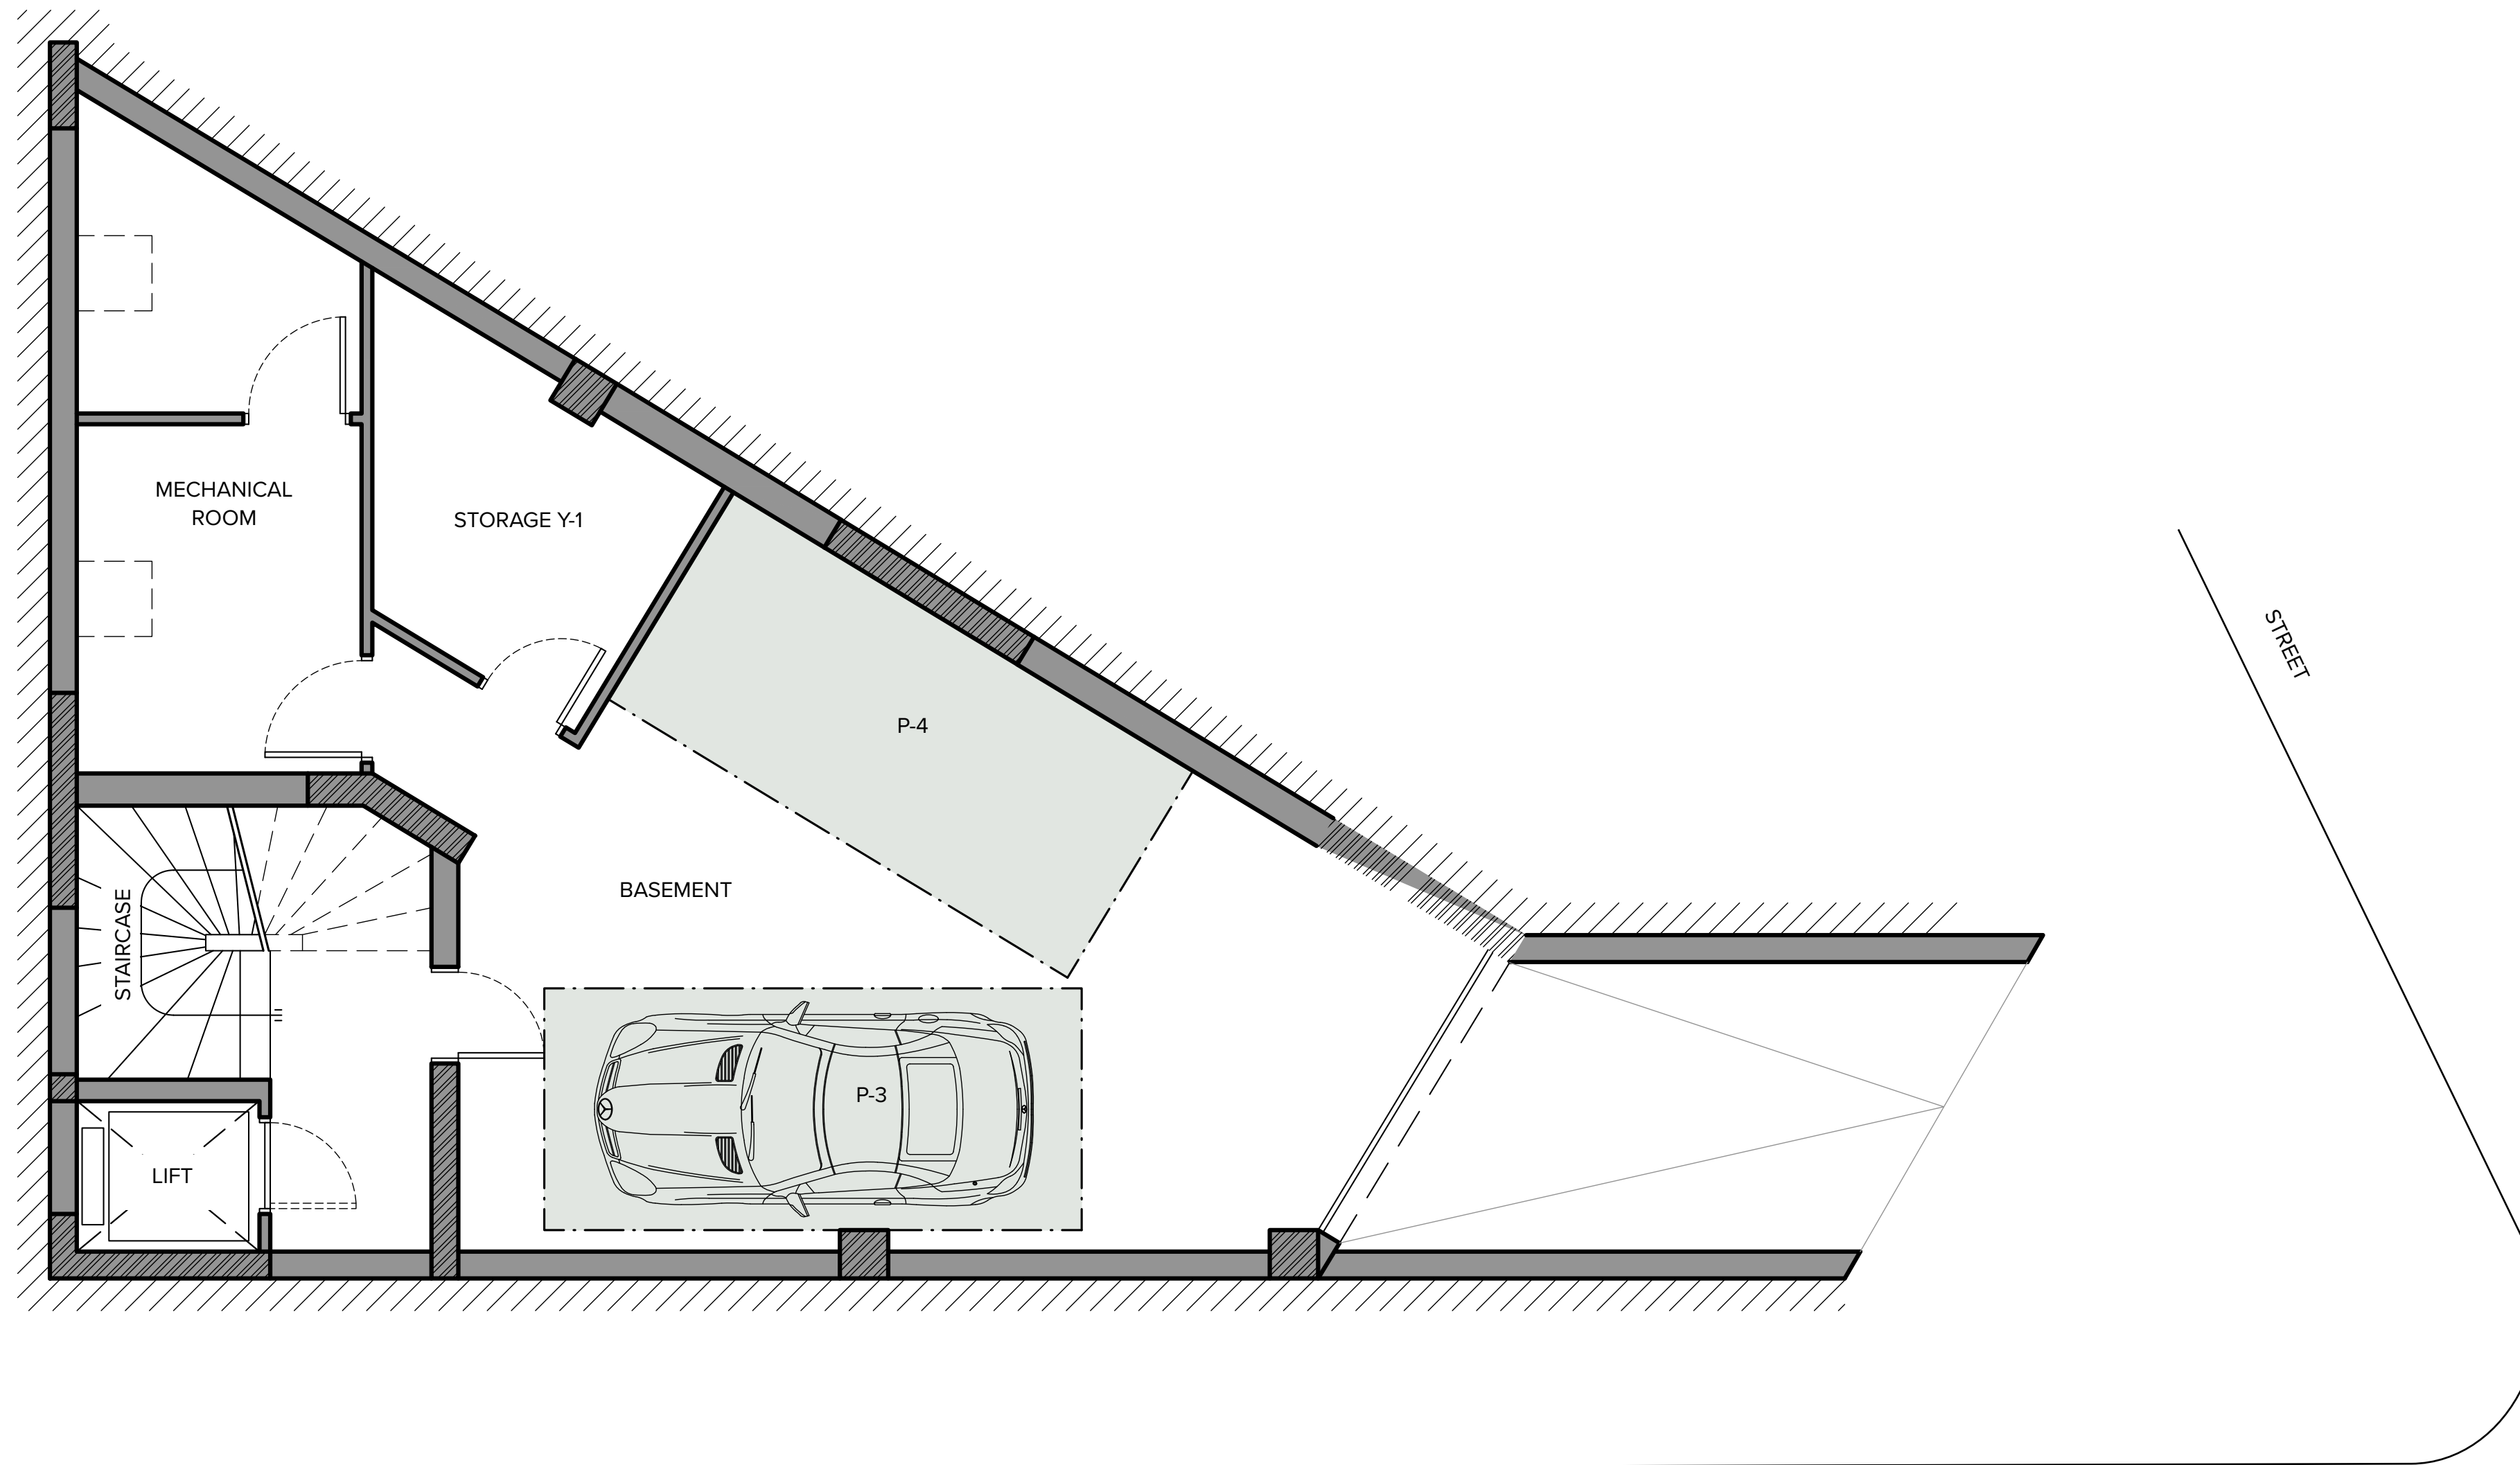 MECHANICAL
ROOM
STORAGE Y-1
STREET
P-4
BASEMENT
STAIRCASE
P-3
LIFT